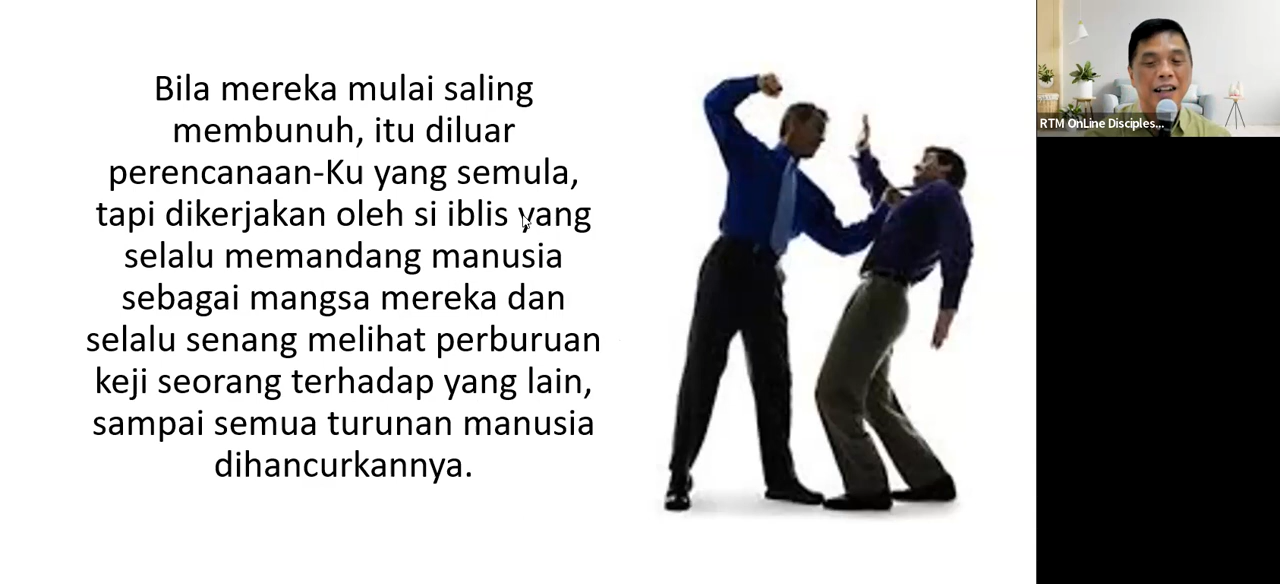 Bila mereka mulai saling
membunuh, itu diluar
perencanaan-Ku yang semula,
tapi dikerjakan oleh si iblis yang
selalu memandang manusia
sebagai mangsa mereka dan
selalu senang melihat perburuan
keji seorang terhadap yang lain,
sampai semua turunan manusia
dihancurkannya.
RTM OnLine Disciples...